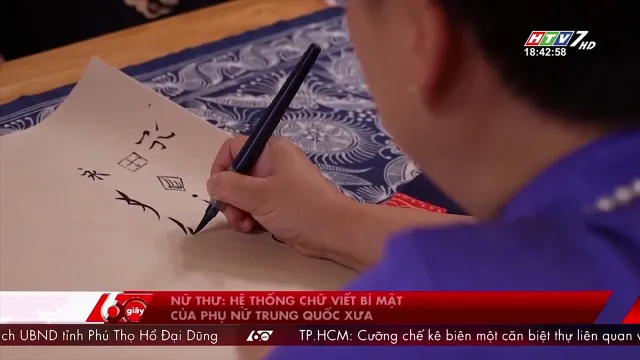 HTV7 HD
18:42:58
NỮ THƯ: HỆ THỐNG CHỮ VIẾT BÍ MẬT
60 giây
CỦA PHỤ NỮ TRUNG QUỐC XƯA
ịch UBND tỉnh Phú Thọ Hồ Đại Dũng
60
TP.HCM: Cưỡng chế kê biên một căn biệt thự liên quan v